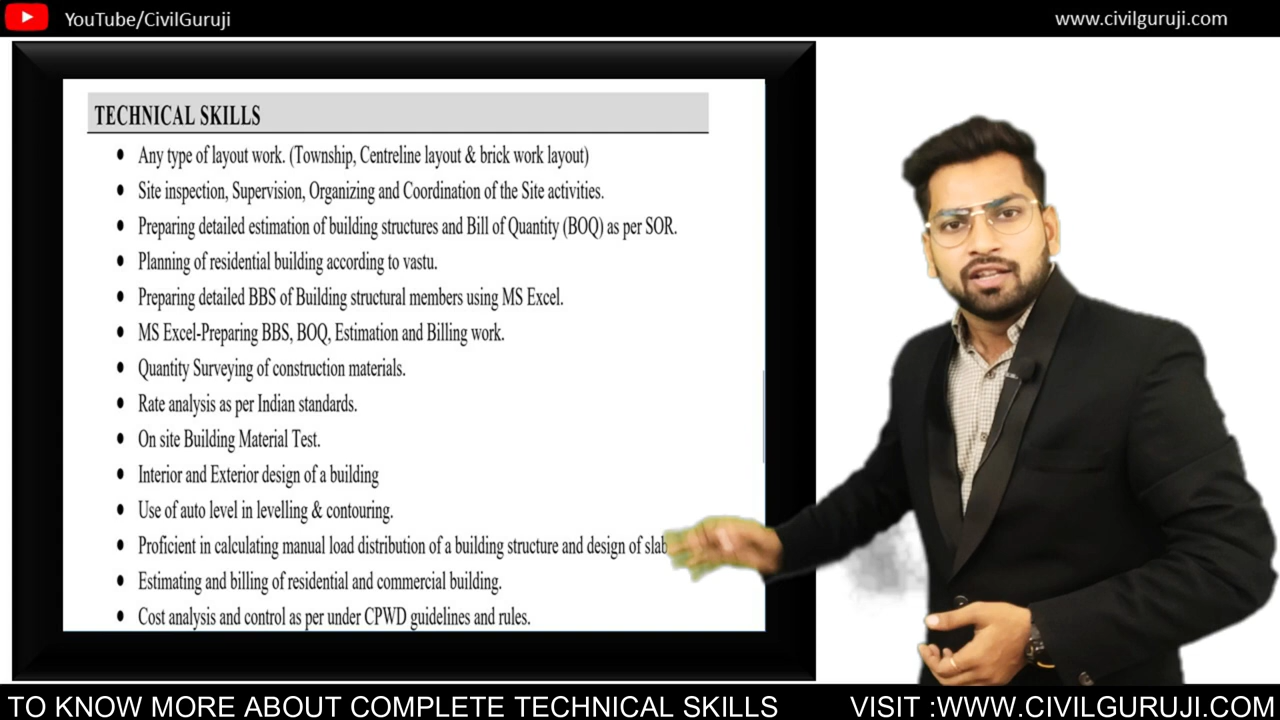 YouTube/CivilGuruji
www.civilguruji.com
TECHNICAL SKILLS
• Any type of layout work. (Township, Centreline layout & brick work layout)
• Site inspection, Supervision, Organizing and Coordination of the Site activities.
• Preparing detailed estimation of building structures and Bill of Quantity (BOQ) as per SOR.
• Planning of residential building according to vastu.
• Preparing detailed BBS of Building structural members using MS Excel.
• MS Excel-Preparing BBS, BOQ, Estimation and Billing work.
• Quantity Surveying of construction materials.
• Rate analysis as per Indian standards.
• On site Building Material Test.
• Interior and Exterior design of a building
• Use of auto level in levelling & contouring.
• Proficient in calculating manual load distribution of a building structure and design of slab
• Estimating and billing of residential and commercial building.
• Cost analysis and control as per under CPWD guidelines and rules.
TO KNOW MORE ABOUT COMPLETE TECHNICAL SKILLS
VISIT :WWW.CIVILGURUJI.COM